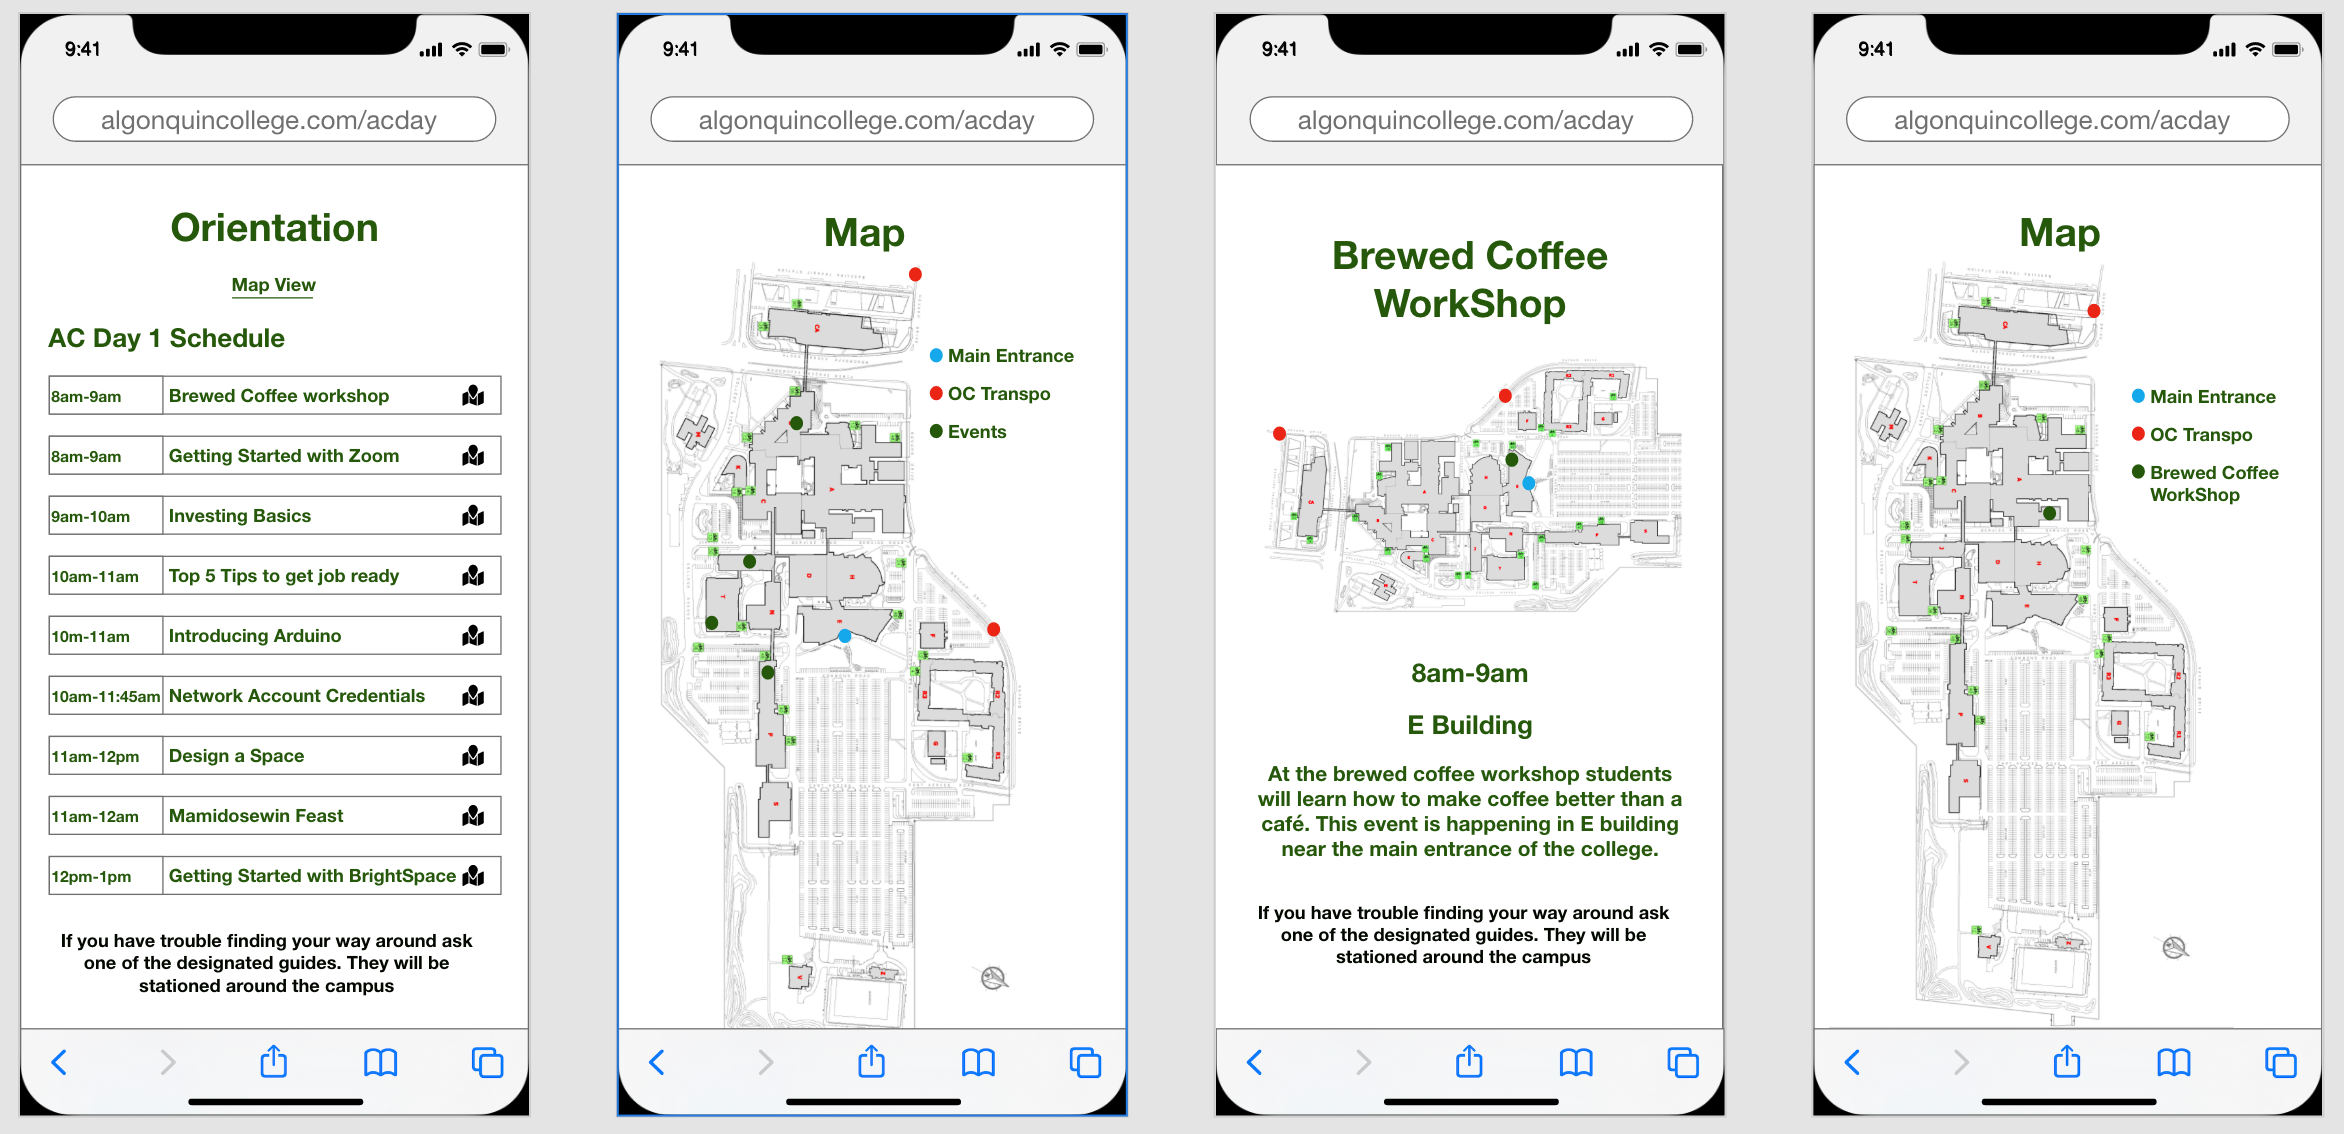 9:41
algonquincollege.com/acday
Orientation
Map View
AC Day 1 Schedule
8am-9am Brewed Coffee workshop
8am-9am Getting Started with Zoom
9am-10am Investing Basics
10am-11am Top 5 Tips to get job ready
10m-11am Introducing Arduino
10am-11:45am Network Account Credentials
11am-12pm Design a Space
11am-12am Mamidosewin Feast
12pm-1pm Getting Started with BrightSpace
If you have trouble finding your way around ask
one of the designated guides. They will be
stationed around the campus
9:41
algonquincollege.com/acday
Map
Main Entrance
OC Transpo
Events
9:41
algonquincollege.com/acday
Brewed Coffee
WorkShop
8am-9am
E Building
At the brewed coffee workshop students
will learn how to make coffee better than a
café. This event is happening in E building
near the main entrance of the college.
If you have trouble finding your way around ask
one of the designated guides. They will be
stationed around the campus
9:41
algonquincollege.com/acday
Map
Main Entrance
OC Transpo
Brewed Coffee
WorkShop